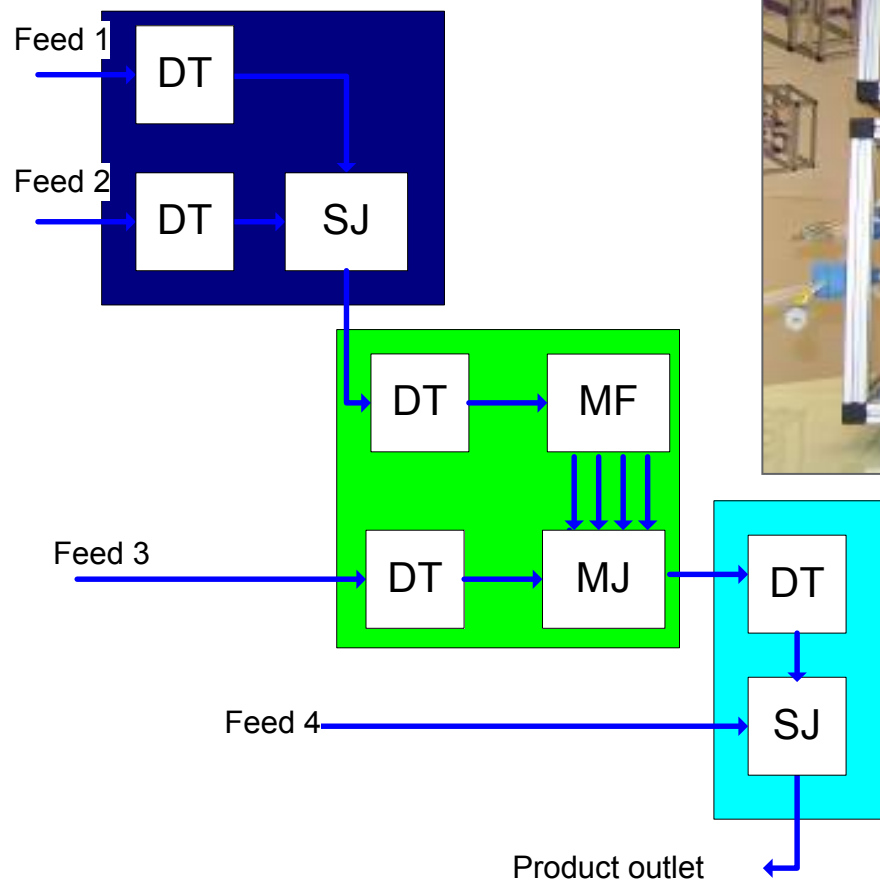 Feed 1
DT
Feed 2
DT
SJ
DT
MF
Feed 3
DT
MJ
DT
Feed 4
SJ
Product outlet